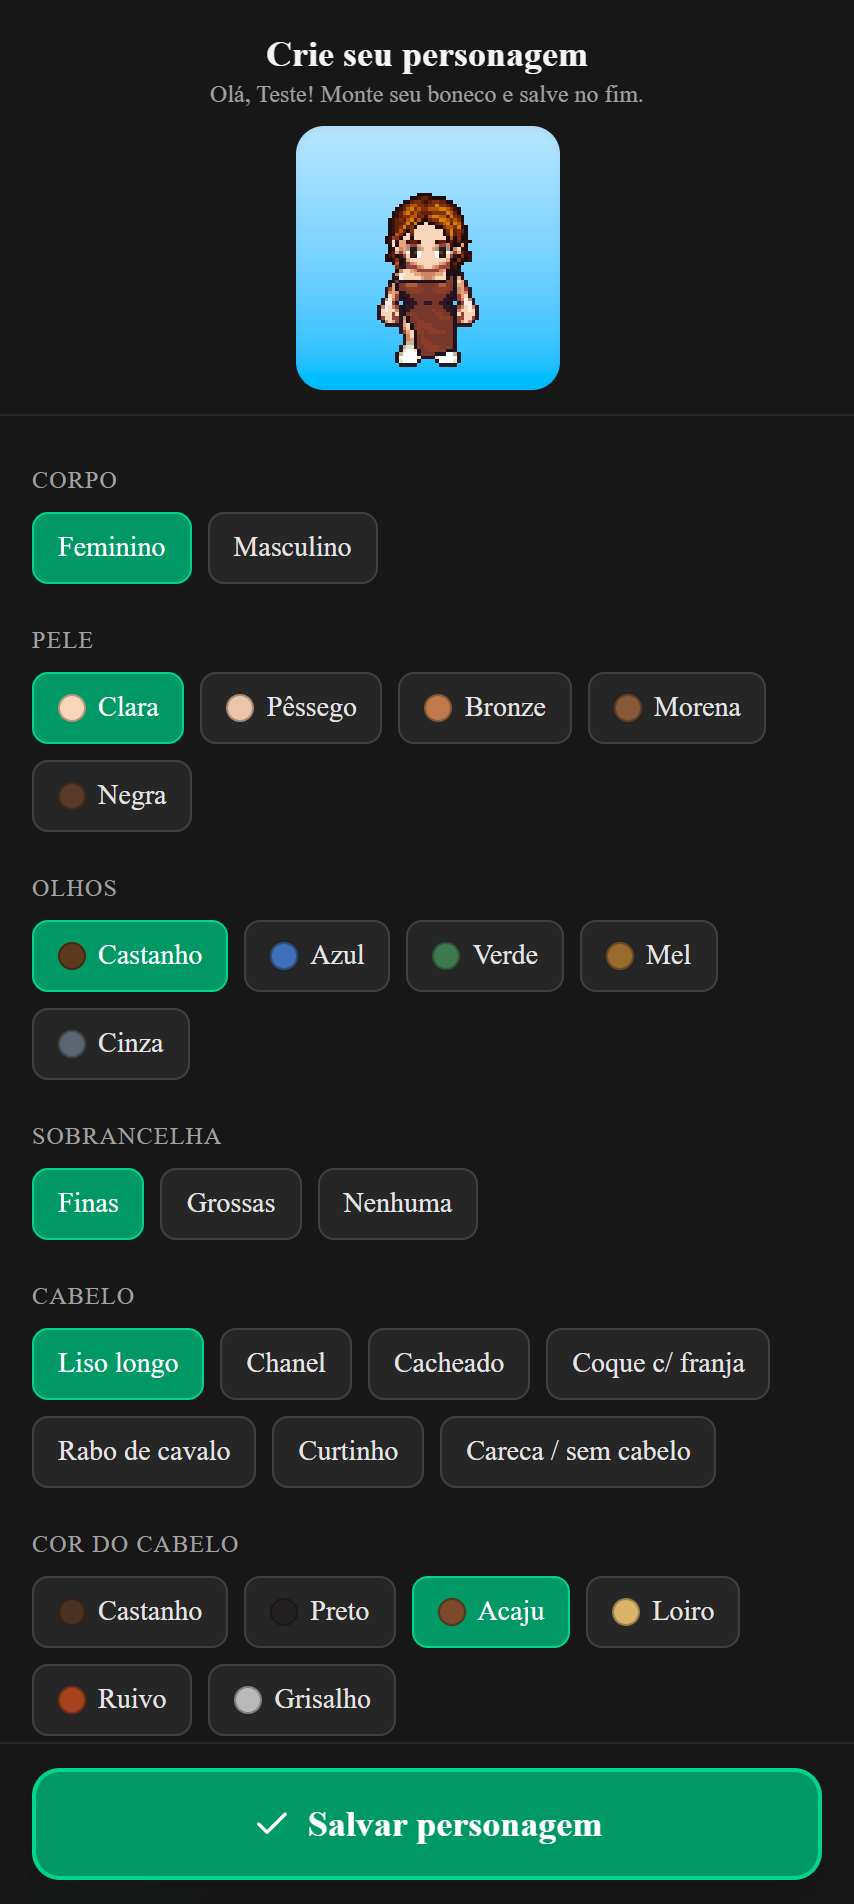 Crie seu personagem
Olá, Teste! Monte seu boneco e salve no fim.
CORPO
Feminino Masculino
PELE
Clara Pêssego Bronze Morena
Negra
OLHOS
Castanho Azul Verde Mel
Cinza
SOBRANCELHA
Finas Grossas Nenhuma
CABELO
Liso longo Chanel Cacheado Coque c/ franja
Rabo de cavalo Curtinho Careca / sem cabelo
COR DO CABELO
Castanho Preto Acaju Loiro
Ruivo Grisalho
Salvar personagem